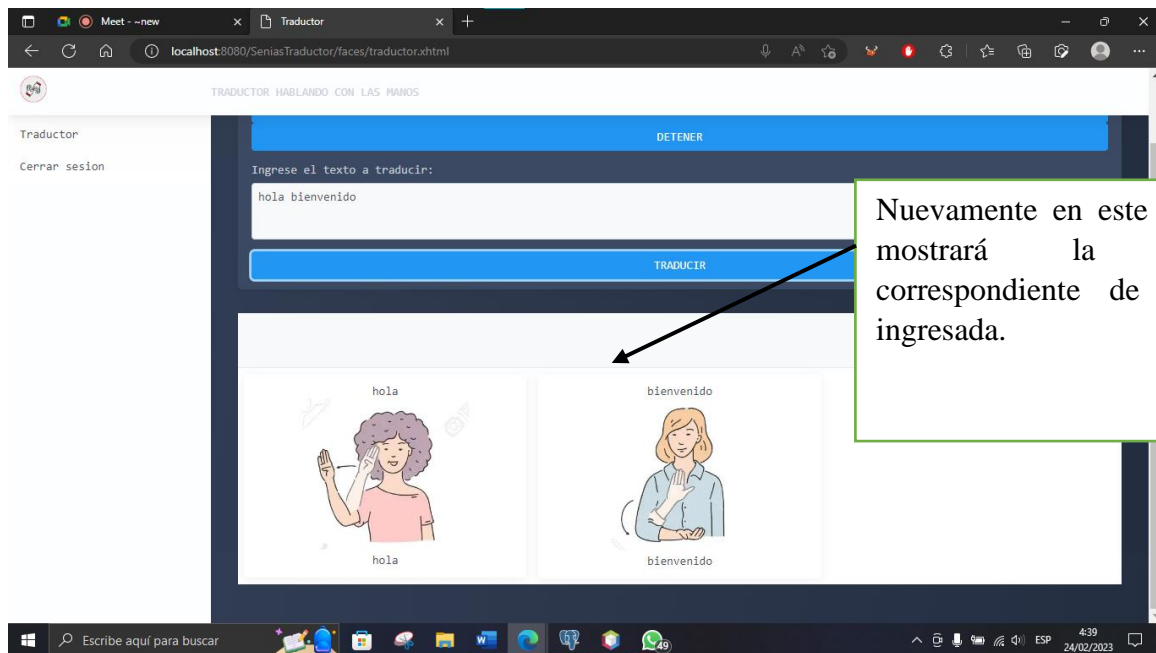 Meet - ~new
Traductor
localhost:8080/SeniasTraductor/faces/traductor.xhtml
TRADUCTOR HABLANDO CON LAS MANOS
Traductor
Cerrar sesion
DETENER
Ingrese el texto a traducir:
hola bienvenido
TRADUCIR
Nuevamente en este
mostrará la
correspondiente de
ingresada.
hola
bienvenido
hola
bienvenido
Escribe aquí para buscar
49
ESP
4:39
24/02/2023